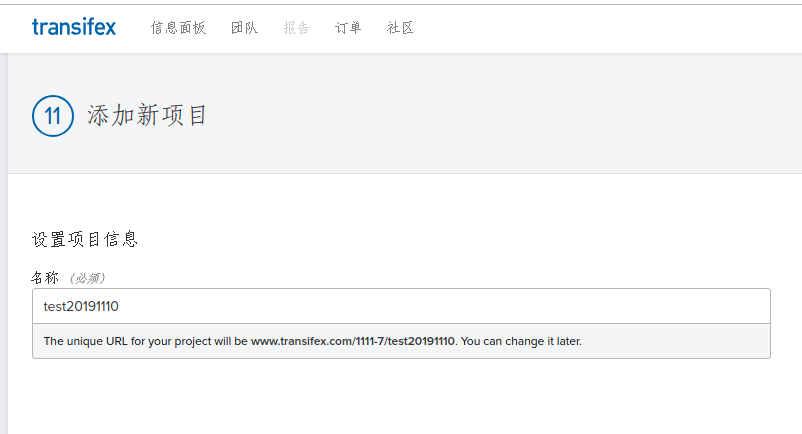 transifex 信息面板 团队 报告 订单 社区
11 添加新项目
设置项目信息
名称 (必须)
test20191110
The unique URL for your project will be www.transifex.com/1111-7/test20191110. You can change it later.